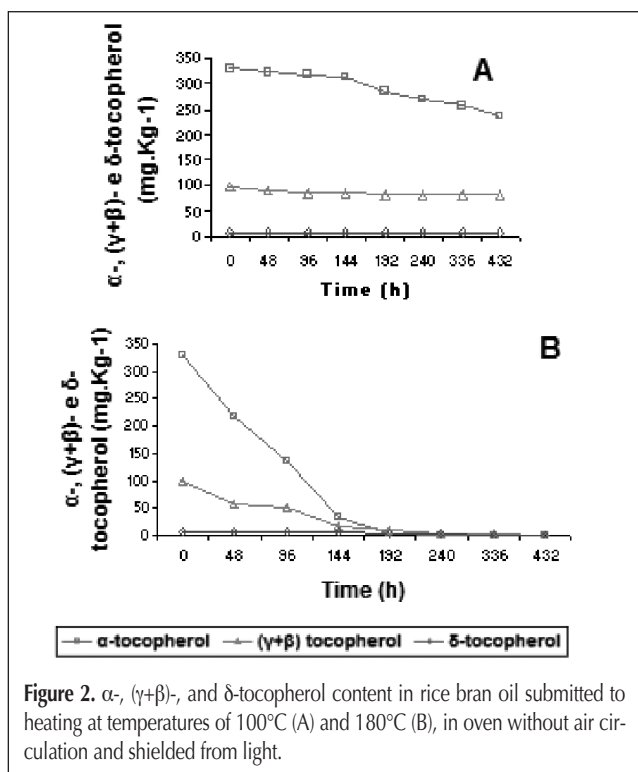 A
α-, (γ+β)- e δ-tocopherol
(mg.Kg-1)
350
300
250
200
150
100
50
0
0 48 96 144 192 240 336 432
Time (h)
B
α-, (γ+β)- e δ-
tocopherol (mg.Kg-1)
350
300
250
200
150
100
50
0
0 48 96 144 192 240 336 432
Time (h)
α-tocopherol (γ+β) tocopherol δ-tocopherol
Figure 2. α-, (γ+β)-, and δ-tocopherol content in rice bran oil submitted to
heating at temperatures of 100°C (A) and 180°C (B), in oven without air cir-
culation and shielded from light.